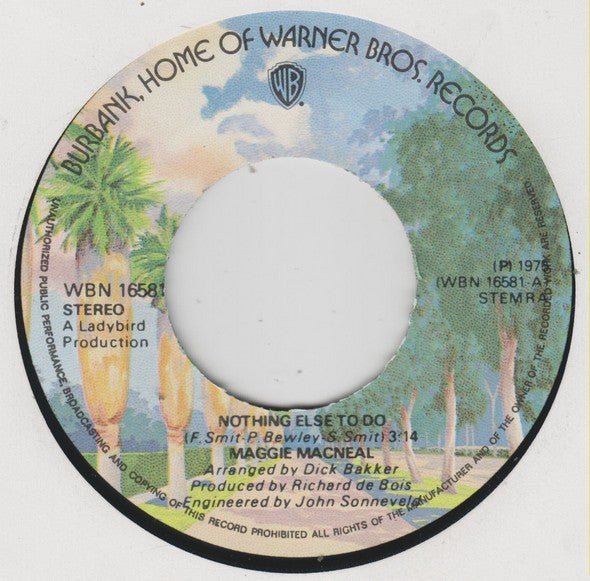 BURBANK, HOME OF WARNER BROS. RECORDS
WB
WBN 16581
STEREO
A Ladybird
Production
(P) 197
(WBN 16581-A)
STEMRA
NOTHING ELSE TO DO
(F. Smit-P. Bewley-S. Smit) 3:14
MAGGIE MACNEAL
Arranged by Dick Bakker
Produced by Richard de Bois
Engineered by John Sonneveld
UNAUTHORIZED PUBLIC PERFORMANCE, BROADCASTING AND COPYING OF THIS RECORD PROHIBITED ALL RIGHTS OF THE MANUFACTURER AND OF THE OWNER OF THE RECORDED WORK ARE RESERVED